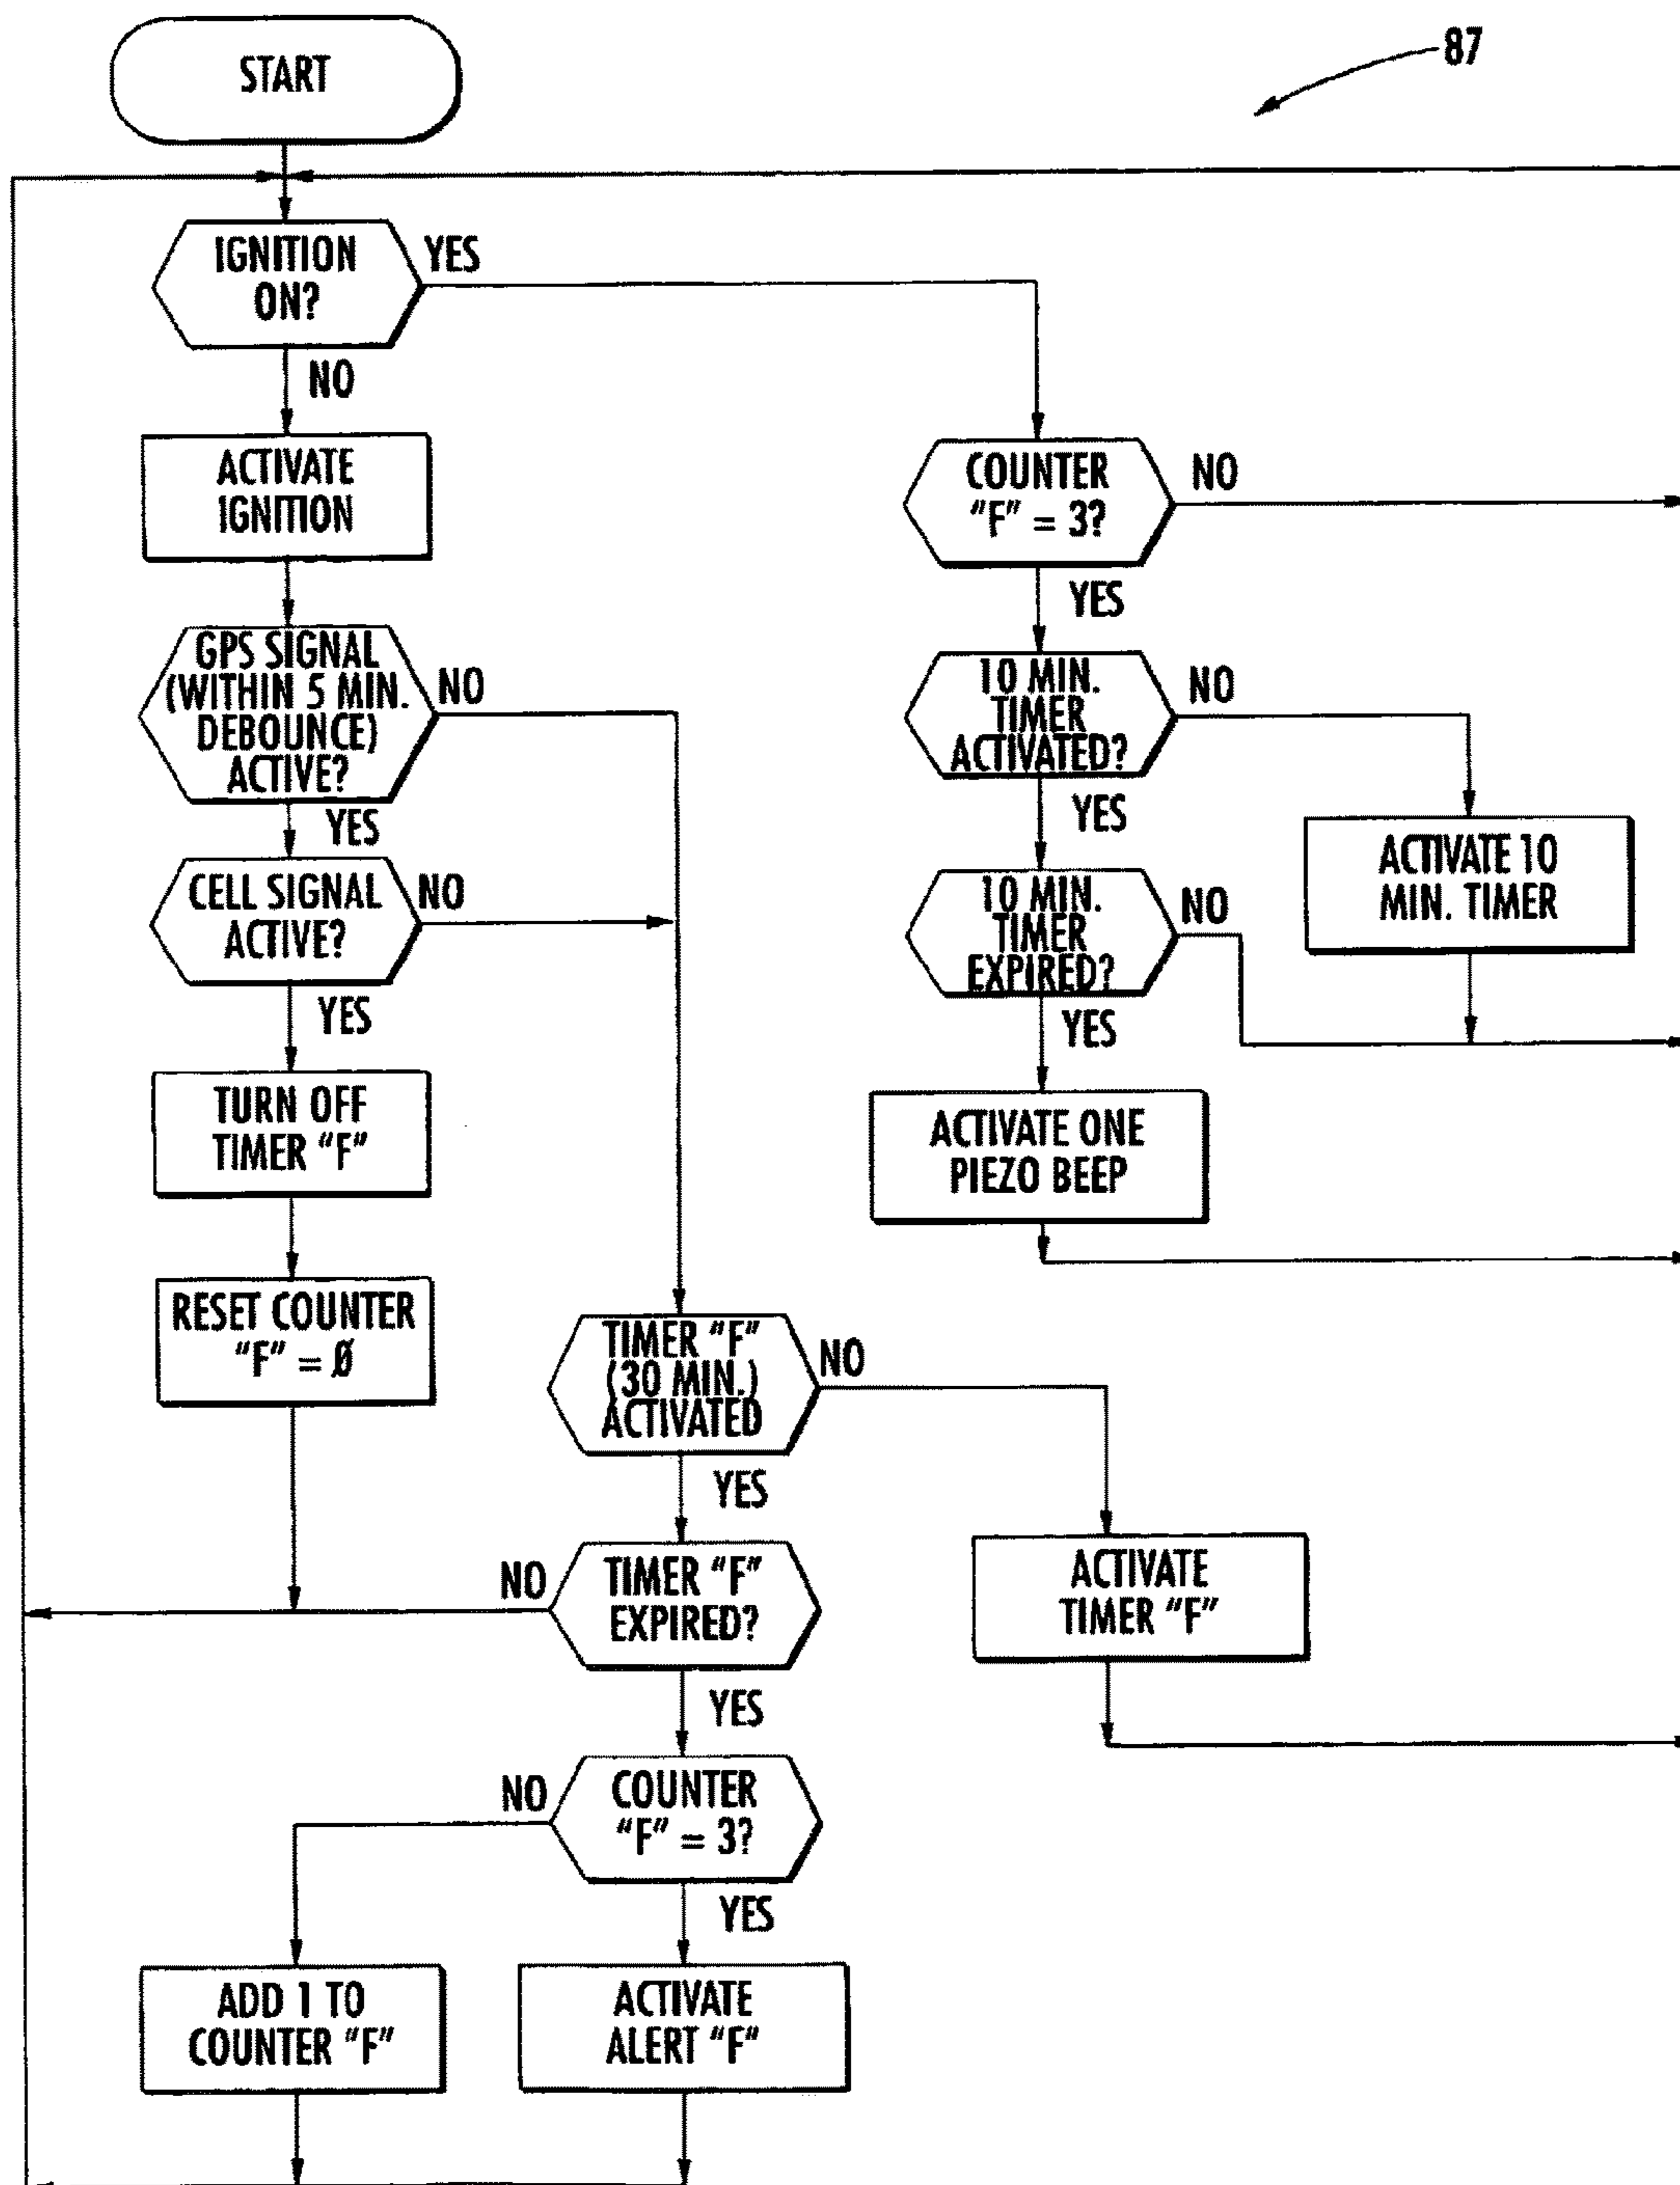 START
87
IGNITION
ON?
YES
NO
ACTIVATE
IGNITION
GPS SIGNAL
(WITHIN 5 MIN.
DEBOUNCE)
ACTIVE?
NO
YES
CELL SIGNAL
ACTIVE?
NO
YES
TURN OFF
TIMER "F"
RESET COUNTER
"F" = Ø
COUNTER
"F" = 3?
NO
YES
10 MIN.
TIMER
ACTIVATED?
NO
YES
ACTIVATE 10
MIN. TIMER
10 MIN.
TIMER
EXPIRED?
NO
YES
ACTIVATE ONE
PIEZO BEEP
TIMER "F"
(30 MIN.)
ACTIVATED
NO
YES
ACTIVATE
TIMER "F"
TIMER "F"
EXPIRED?
NO
YES
COUNTER
"F" = 3?
NO
YES
ADD 1 TO
COUNTER "F"
ACTIVATE
ALERT "F"